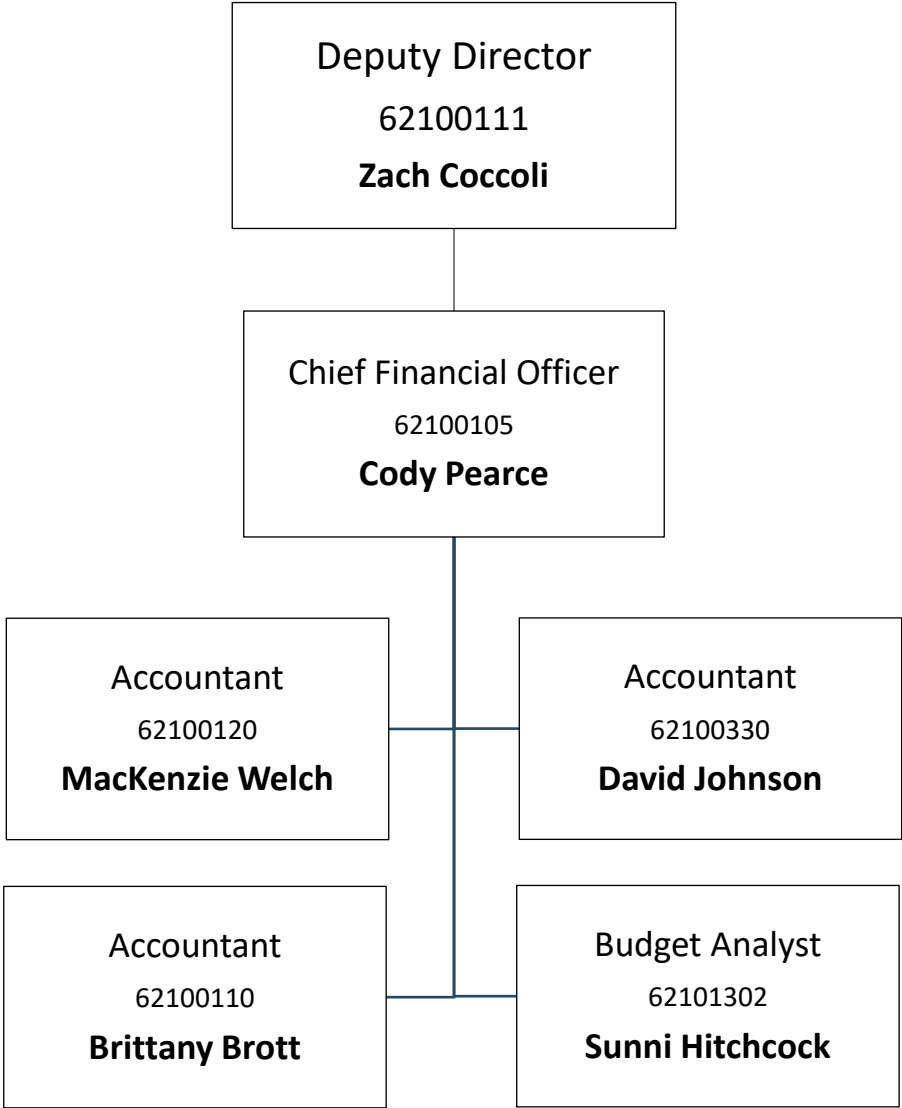 Deputy Director
62100111
Zach Coccoli
Chief Financial Officer
62100105
Cody Pearce
Accountant
62100120
MacKenzie Welch
Accountant
62100330
David Johnson
Accountant
62100110
Brittany Brott
Budget Analyst
62101302
Sunni Hitchcock